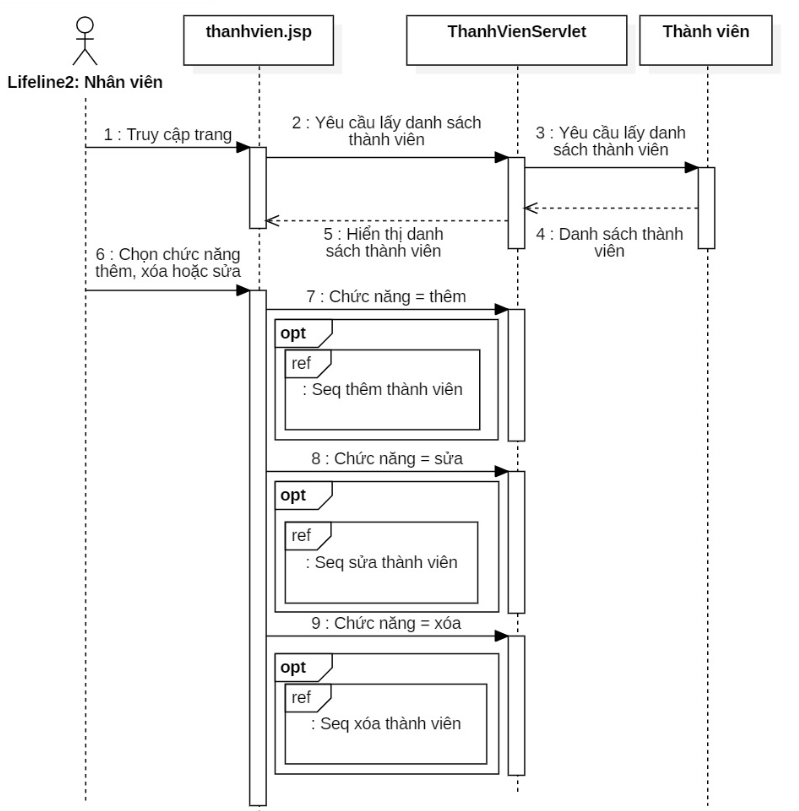 thanhvien.jsp
ThanhVienServlet
Thành viên
Lifeline2: Nhân viên
1 : Truy cập trang
2 : Yêu cầu lấy danh sách
thành viên
3 : Yêu cầu lấy danh
sách thành viên
4 : Danh sách thành
viên
5 : Hiển thị danh
sách thành viên
6 : Chọn chức năng
thêm, xóa hoặc sửa
7 : Chức năng = thêm
opt
ref
: Seq thêm thành viên
8 : Chức năng = sửa
opt
ref
: Seq sửa thành viên
9 : Chức năng = xóa
opt
ref
: Seq xóa thành viên